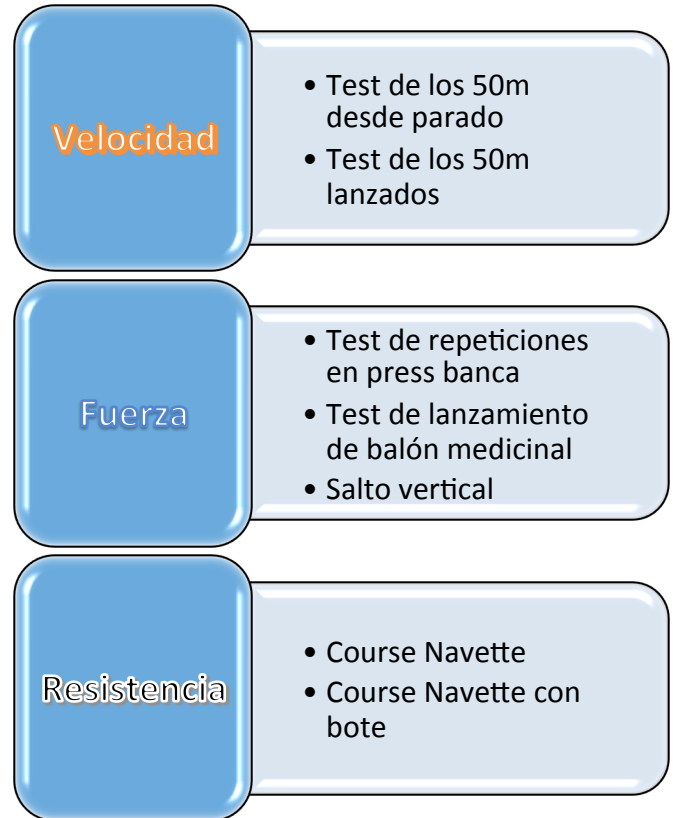 Velocidad
• Test de los 50m
desde parado
• Test de los 50m
lanzados
Fuerza
• Test de repeticiones
en press banca
• Test de lanzamiento
de balón medicinal
• Salto vertical
Resistencia
• Course Navette
• Course Navette con
bote